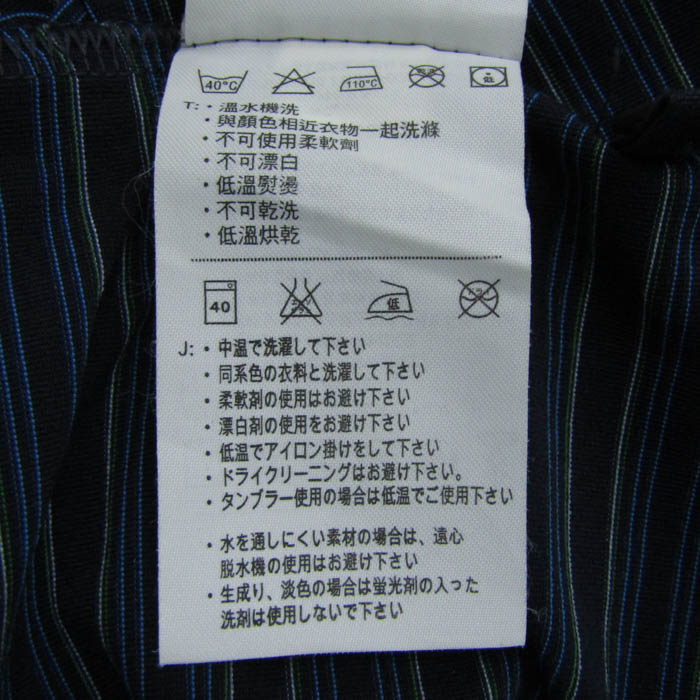 40°C 110°C 低
T: ・溫水機洗
・與顏色相近衣物一起洗滌
・不可使用柔軟劑
・不可漂白
・低溫熨燙
・不可乾洗
・低溫烘乾
40 低
J: ・中温で洗濯して下さい
・同系色の衣料と洗濯して下さい
・柔軟剤の使用はお避け下さい
・漂白剤の使用をお避け下さい
・低温でアイロン掛けをして下さい
・ドライクリーニングはお避け下さい。
・タンブラー使用の場合は低温でご使用下さい
・水を通しにくい素材の場合は、遠心
脱水機の使用はお避け下さい
・生成り、淡色の場合は蛍光剤の入った
洗剤は使用しないで下さい